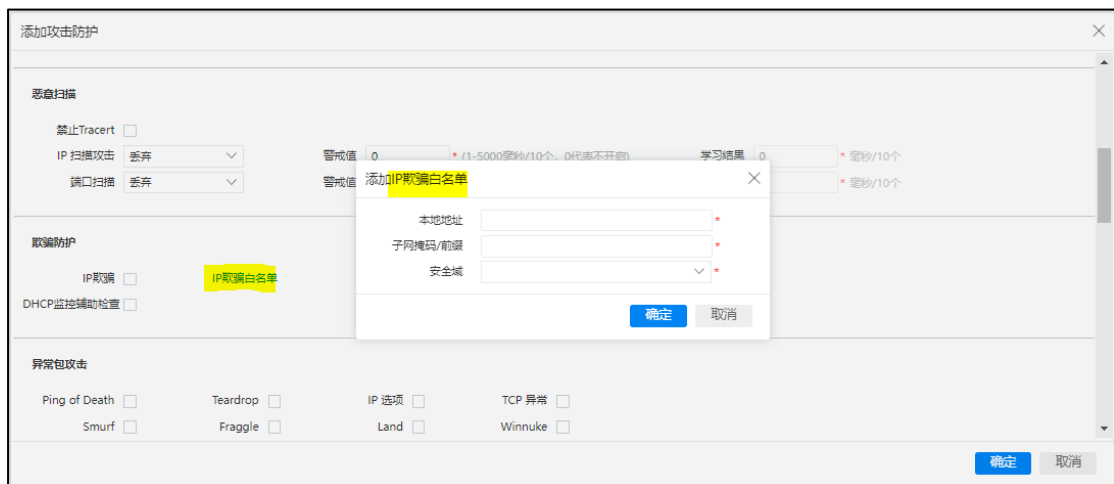 添加攻击防护
恶意扫描
禁止Tracert
IP 扫描攻击 丢弃 警戒值 0 * (1-5000毫秒/10个，0代表不开启) 学习结果 0 * 毫秒/10个
端口扫描 丢弃 警戒值 * 毫秒/10个
添加IP欺骗白名单
本地地址 *
子网掩码/前缀 *
安全域 *
确定 取消
欺骗防护
IP欺骗 IP欺骗白名单
DHCP监控辅助检查
异常包攻击
Ping of Death Teardrop IP 选项 TCP 异常
Smurf Fraggle Land Winnuke
确定 取消